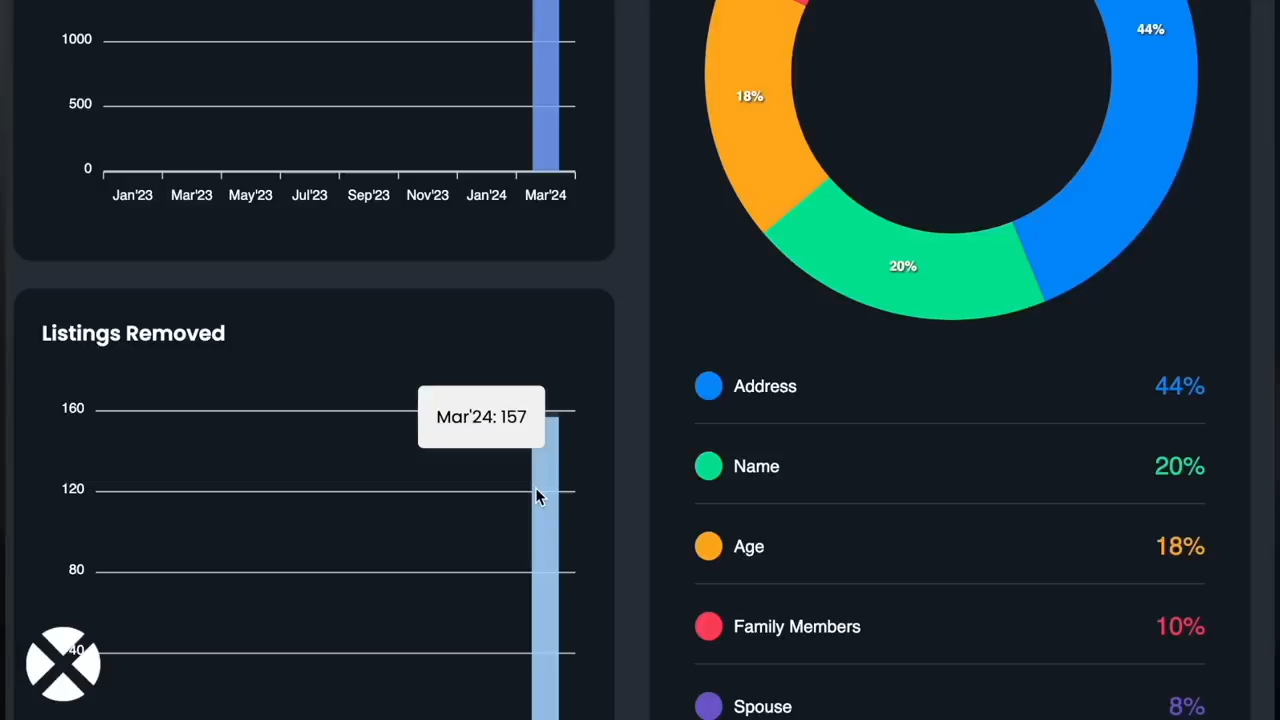 1000
500
0
Jan'23 Mar'23 May'23 Jul'23 Sep'23 Nov'23 Jan'24 Mar'24
Listings Removed
160
120
80
40
Mar'24: 157
44%
18%
20%
Address 44%
Name 20%
Age 18%
Family Members 10%
Spouse 8%